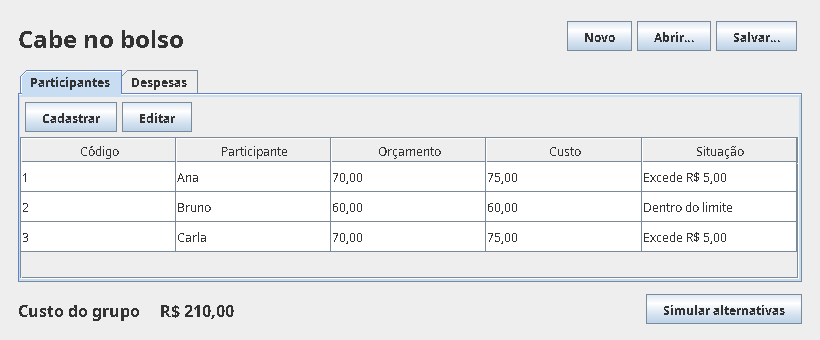 Cabe no bolso
Novo Abrir... Salvar...
Participantes Despesas
Cadastrar Editar
Código Participante Orçamento Custo Situação
1 Ana 70,00 75,00 Excede R$ 5,00
2 Bruno 60,00 60,00 Dentro do limite
3 Carla 70,00 75,00 Excede R$ 5,00
Custo do grupo R$ 210,00 Simular alternativas